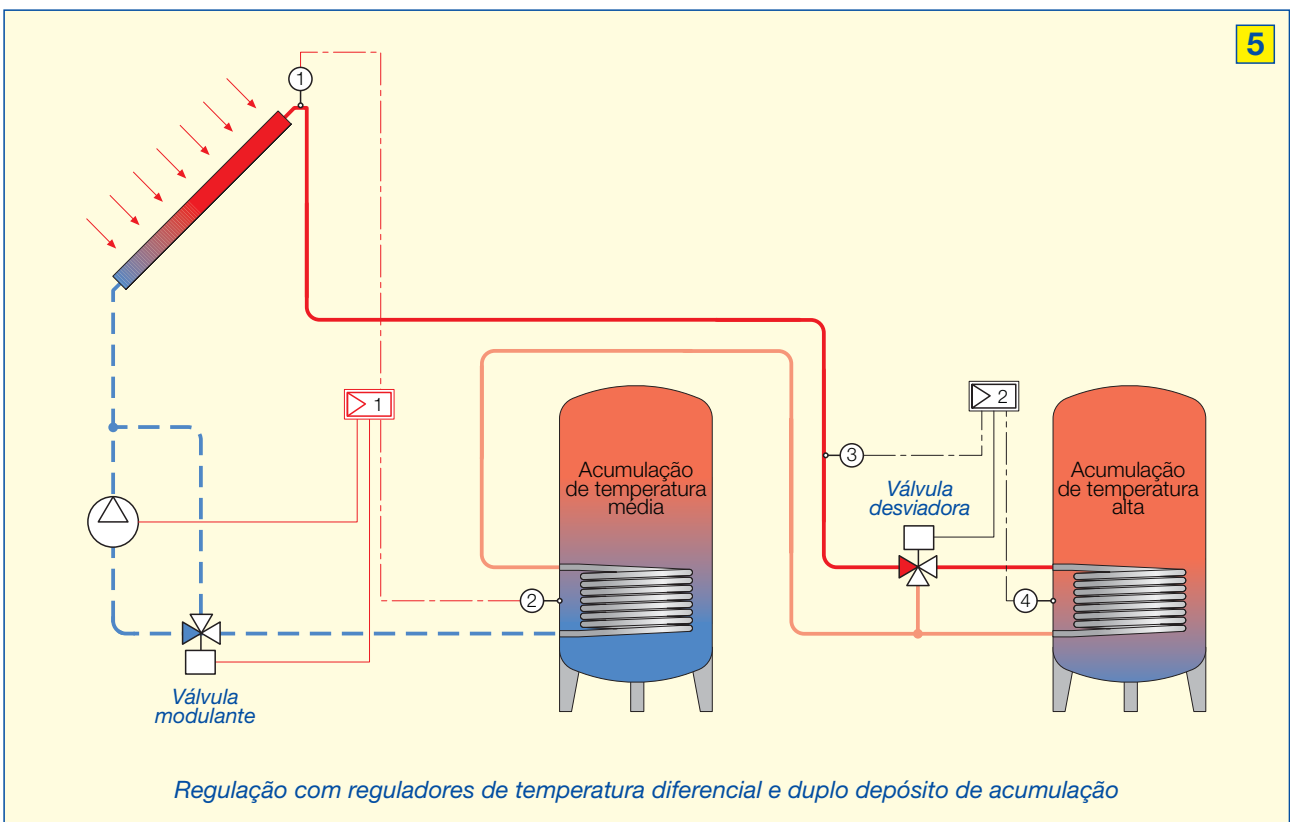 5
1
> 1
> 2
3
Acumulação
de temperatura
média
Válvula
desviadora
Acumulação
de temperatura
alta
2
4
Válvula
modulante
Regulação com reguladores de temperatura diferencial e duplo depósito de acumulação